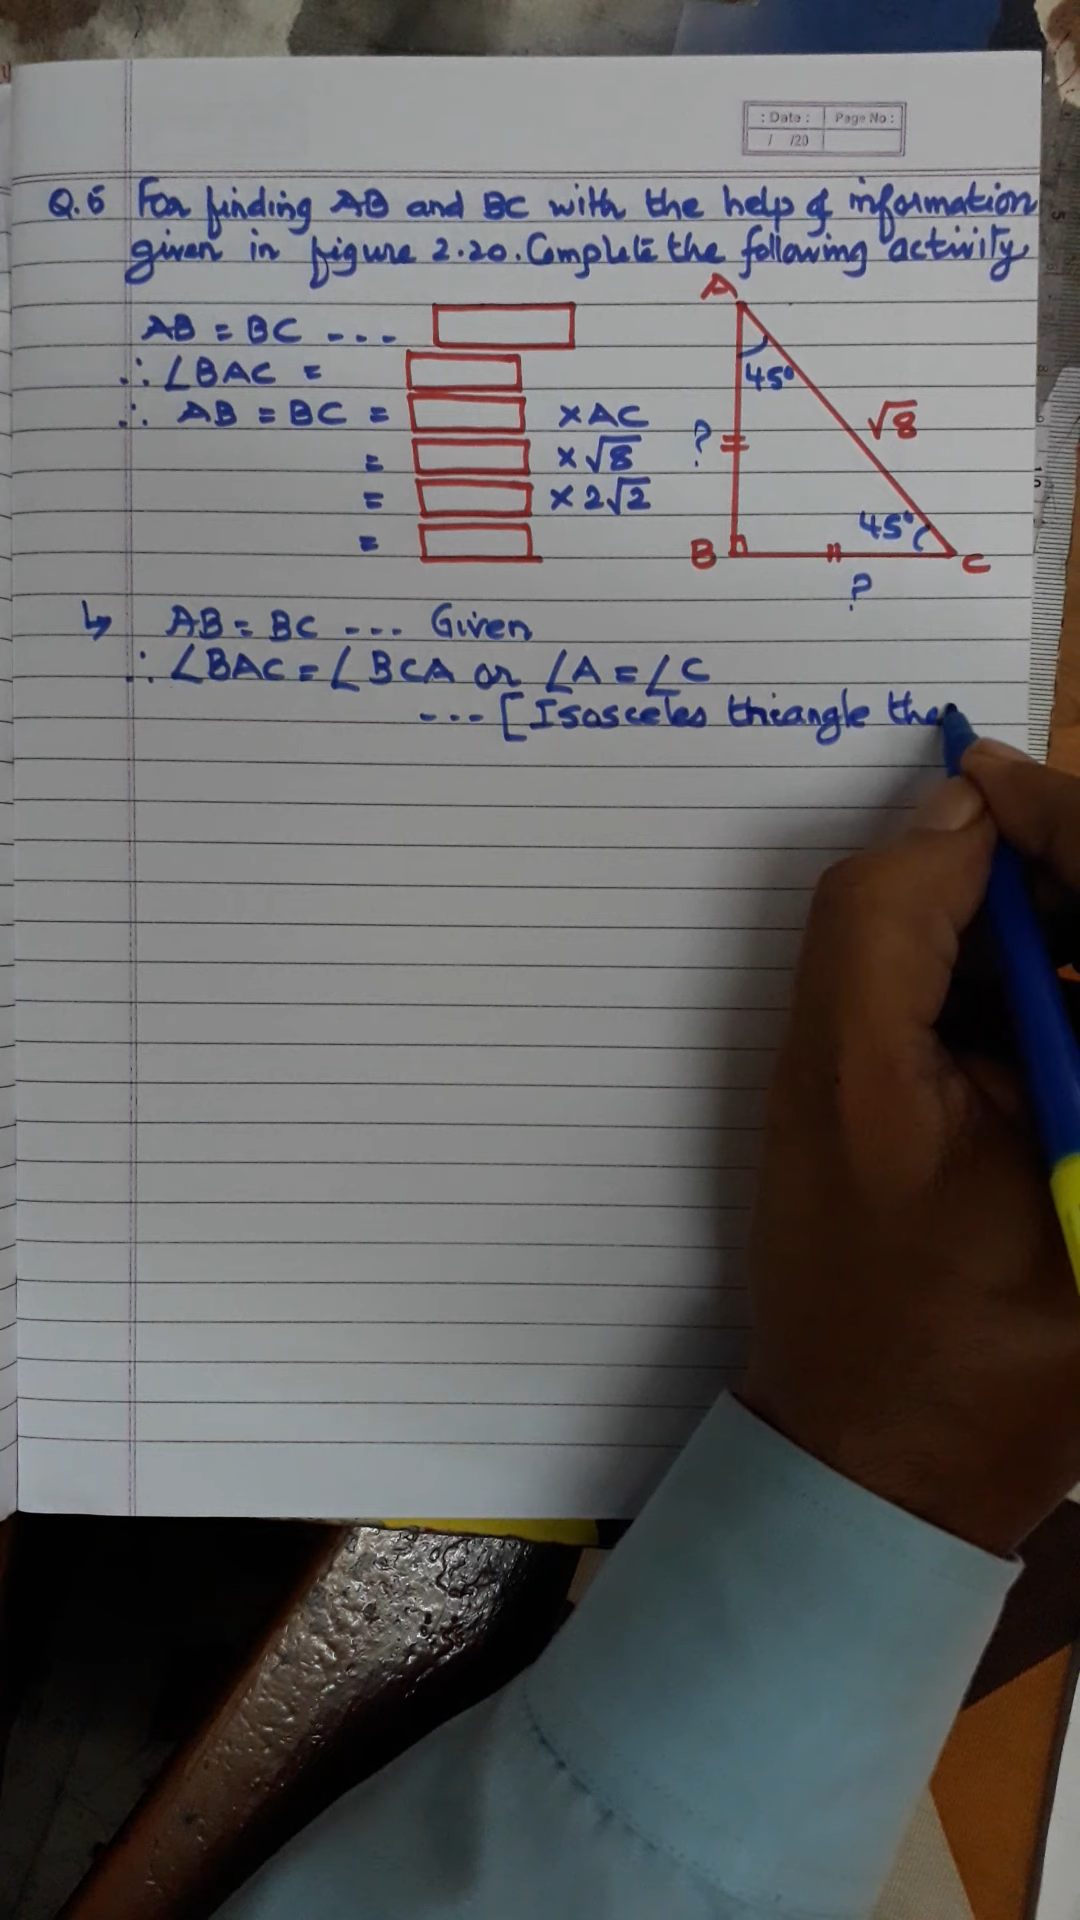 : Date :
Page No :
/ /20
Q.5 For finding AB and BC with the help of information
given in figure 2.20. Complete the following activity
AB = BC ---
∴ ∠BAC =
∴ AB = BC = × AC
= × √8
= × 2√2
=
A
45°
√8
?
45°
B
C
?
↳ AB = BC --- Given
∴ ∠BAC = ∠BCA or ∠A = ∠C
--- [Isosceles triangle the